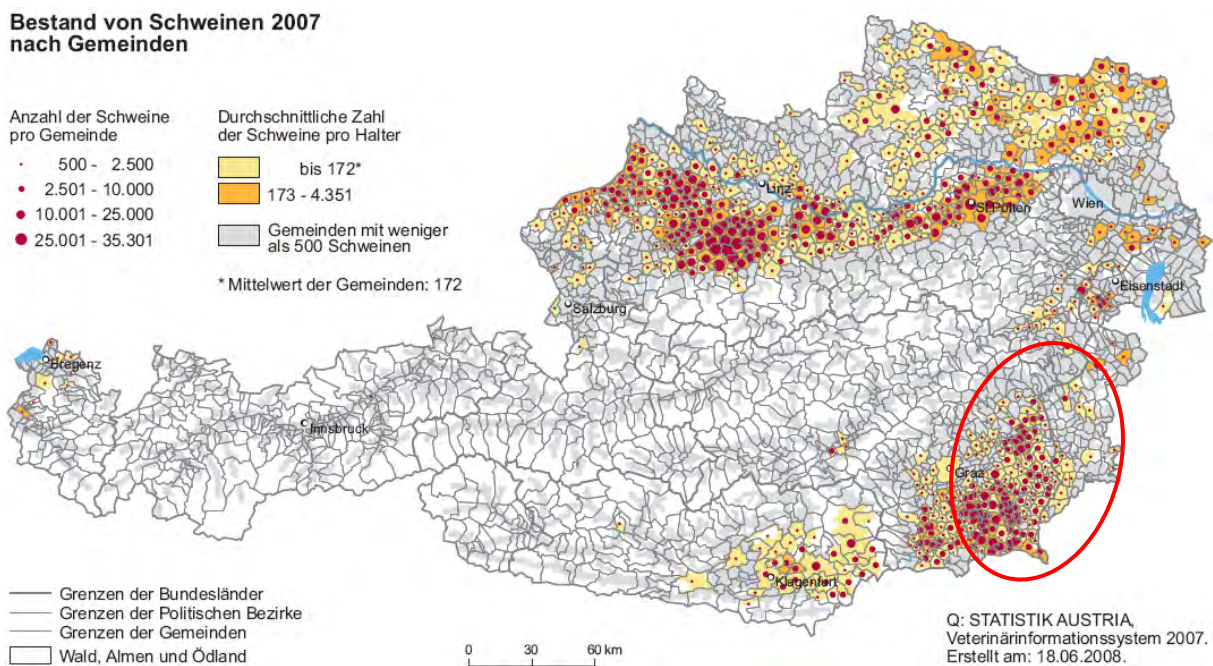 Bestand von Schweinen 2007
nach Gemeinden
Anzahl der Schweine
pro Gemeinde
500 - 2.500
2.501 - 10.000
10.001 - 25.000
25.001 - 35.301
Durchschnittliche Zahl
der Schweine pro Halter
bis 172*
173 - 4.351
Gemeinden mit weniger
als 500 Schweinen
* Mittelwert der Gemeinden: 172
Linz
St.Pölten
Wien
Eisenstadt
Salzburg
Bregenz
Innsbruck
Graz
Klagenfurt
Grenzen der Bundesländer
Grenzen der Politischen Bezirke
Grenzen der Gemeinden
Wald, Almen und Ödland
0 30 60 km
Q: STATISTIK AUSTRIA,
Veterinärinformationssystem 2007.
Erstellt am: 18.06.2008.